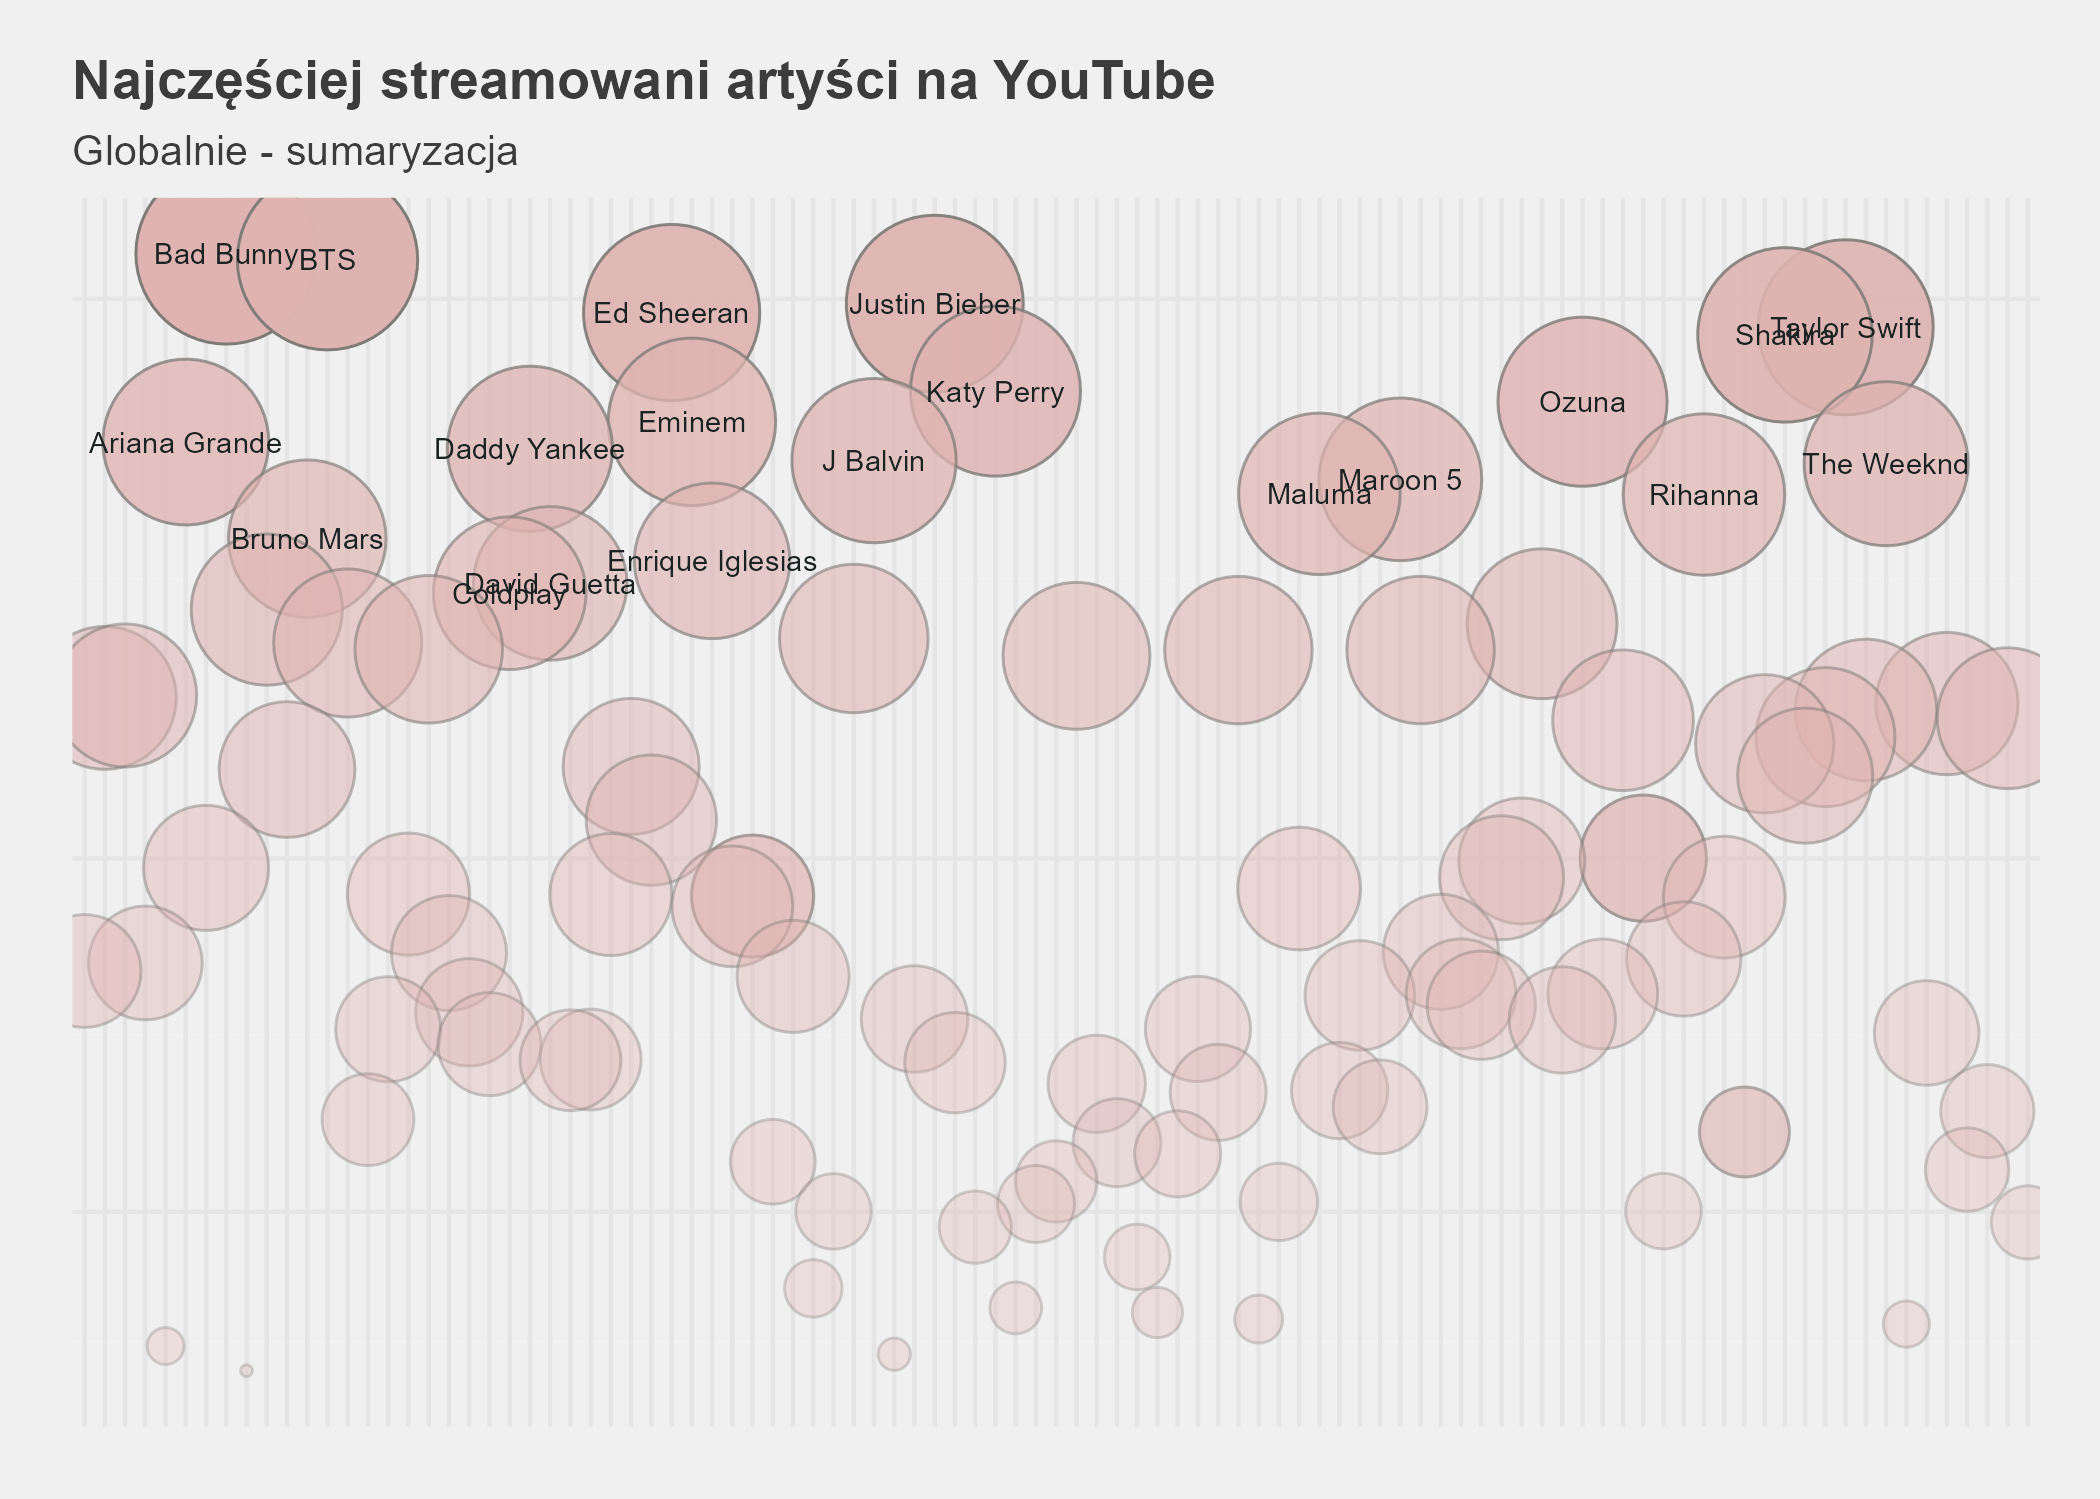 Najczęściej streamowani artyści na YouTube
Globalnie - sumaryzacja
Bad Bunny
BTS
Ed Sheeran
Justin Bieber
Shakira
Taylor Swift
Katy Perry
Ozuna
Ariana Grande
Daddy Yankee
Eminem
J Balvin
Maluma
Maroon 5
Rihanna
The Weeknd
Bruno Mars
Enrique Iglesias
David Guetta
Coldplay